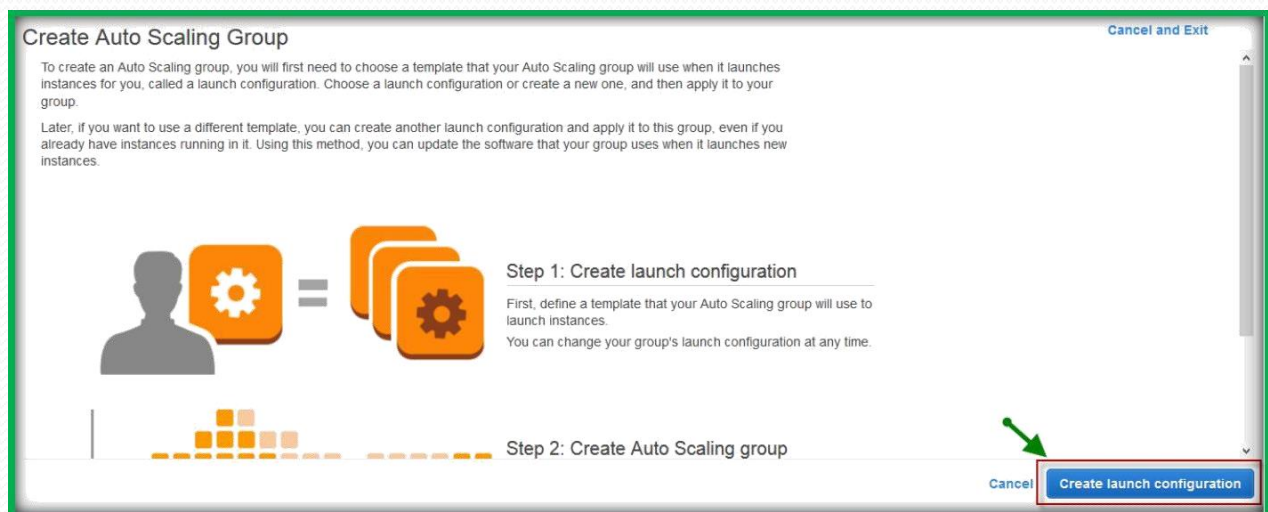 Create Auto Scaling Group
Cancel and Exit
To create an Auto Scaling group, you will first need to choose a template that your Auto Scaling group will use when it launches
instances for you, called a launch configuration. Choose a launch configuration or create a new one, and then apply it to your
group.
Later, if you want to use a different template, you can create another launch configuration and apply it to this group, even if you
already have instances running in it. Using this method, you can update the software that your group uses when it launches new
instances.
Step 1: Create launch configuration
First, define a template that your Auto Scaling group will use to
launch instances.
You can change your group's launch configuration at any time.
Step 2: Create Auto Scaling group
Cancel
Create launch configuration